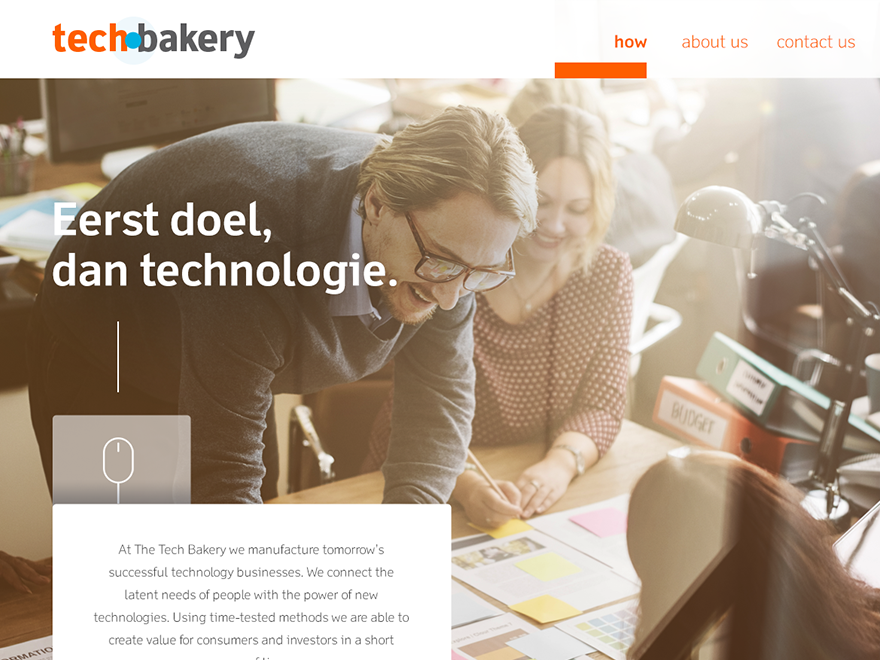 tech bakery
how
about us
contact us
Eerst doel,
dan technologie.
BUDGET
At The Tech Bakery we manufacture tomorrow's
successful technology businesses. We connect the
latent needs of people with the power of new
technologies. Using time-tested methods we are able to
create value for consumers and investors in a short